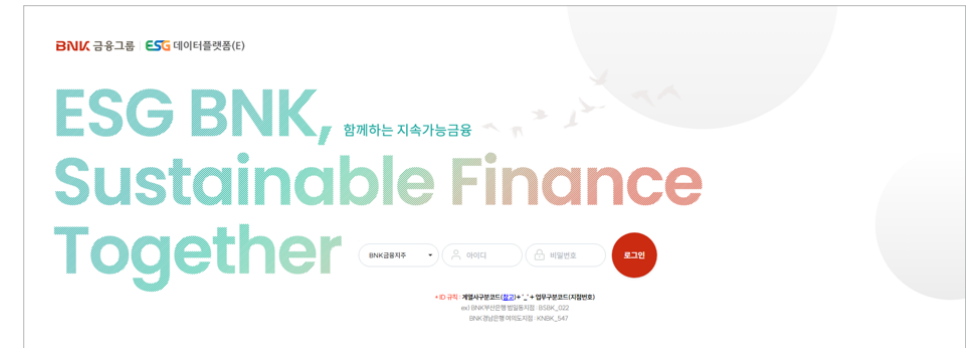 BNK 금융그룹 ESG 데이터플랫폼(E)
ESG BNK, 함께하는 지속가능금융
Sustainable Finance
Together
BNK금융지주 아이디 비밀번호 로그인
* ID 규칙 : 계열사구분코드(참고)+'_'+ 업무구분코드(지점번호)
ex) BNK부산은행 범일동지점 : BSBK_022
BNK경남은행 여의도지점 : KNBK_547